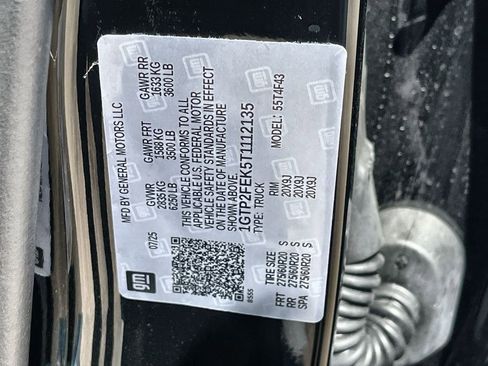 gm
MFD BY GENERAL MOTORS LLC
07/25
GVWR
2835 KG
6250 LB
GAWR FRT
1588 KG
3500 LB
GAWR RR
1633 KG
3600 LB
THIS VEHICLE CONFORMS TO ALL
APPLICABLE U.S. FEDERAL MOTOR
VEHICLE SAFETY STANDARDS IN EFFECT
ON THE DATE OF MANUFACTURE
SHOWN ABOVE.
1GTP2FEK5T1112135
TYPE: TRUCK
MODEL: 55T4F43
TIRE SIZE S RIM
FRT 275/60R20 S 20X9J
RR 275/60R20 S 20X9J
SPA 275/60R20 S 20X9J